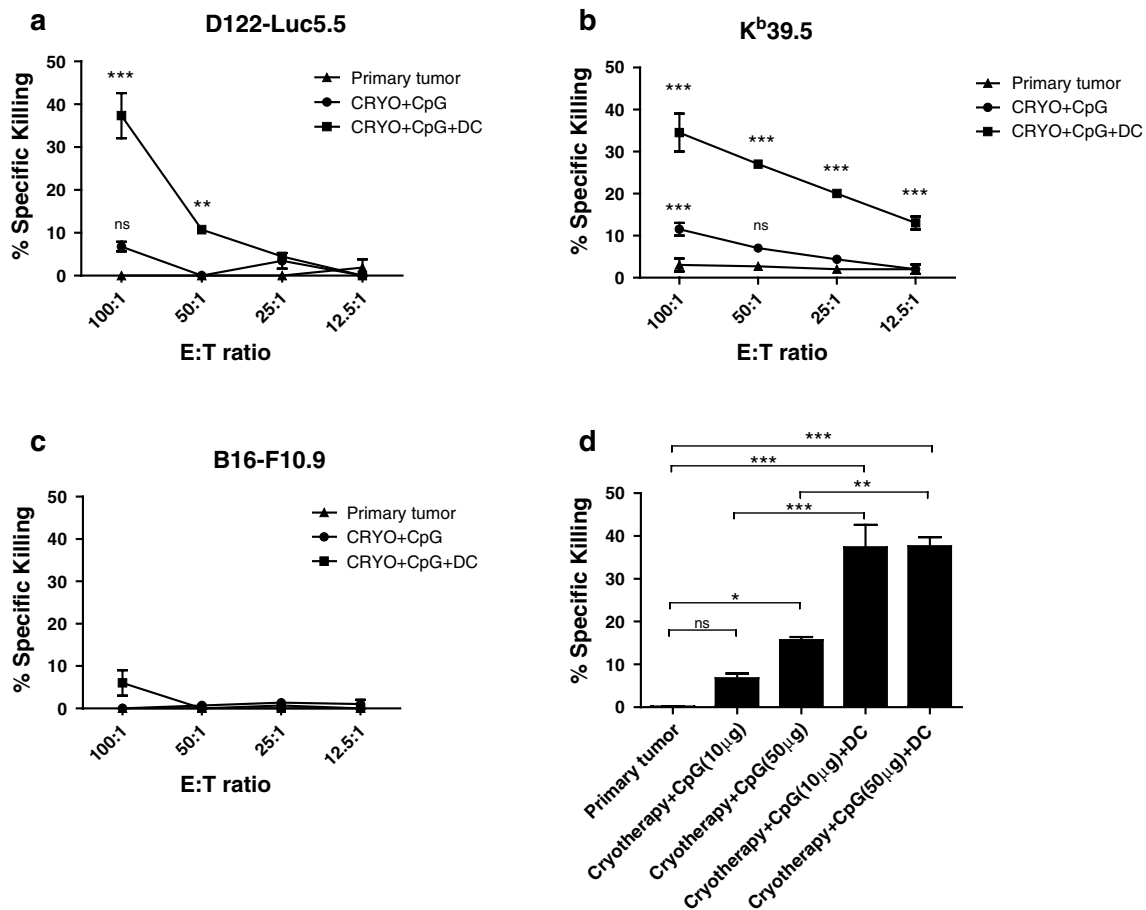 a
D122-Luc5.5
% Specific Killing
50
40
30
20
10
0
***
**
ns
Primary tumor
CRYO+CpG
CRYO+CpG+DC
100:1
50:1
25:1
12.5:1
E:T ratio
b
Kᵇ39.5
% Specific Killing
50
40
30
20
10
0
***
***
***
***
***
ns
Primary tumor
CRYO+CpG
CRYO+CpG+DC
100:1
50:1
25:1
12.5:1
E:T ratio
c
B16-F10.9
% Specific Killing
50
40
30
20
10
0
Primary tumor
CRYO+CpG
CRYO+CpG+DC
100:1
50:1
25:1
12.5:1
E:T ratio
d
% Specific Killing
50
40
30
20
10
0
***
***
**
***
*
ns
Primary tumor
Cryotherapy+CpG(10μg)
Cryotherapy+CpG(50μg)
Cryotherapy+CpG(10μg)+DC
Cryotherapy+CpG(50μg)+DC